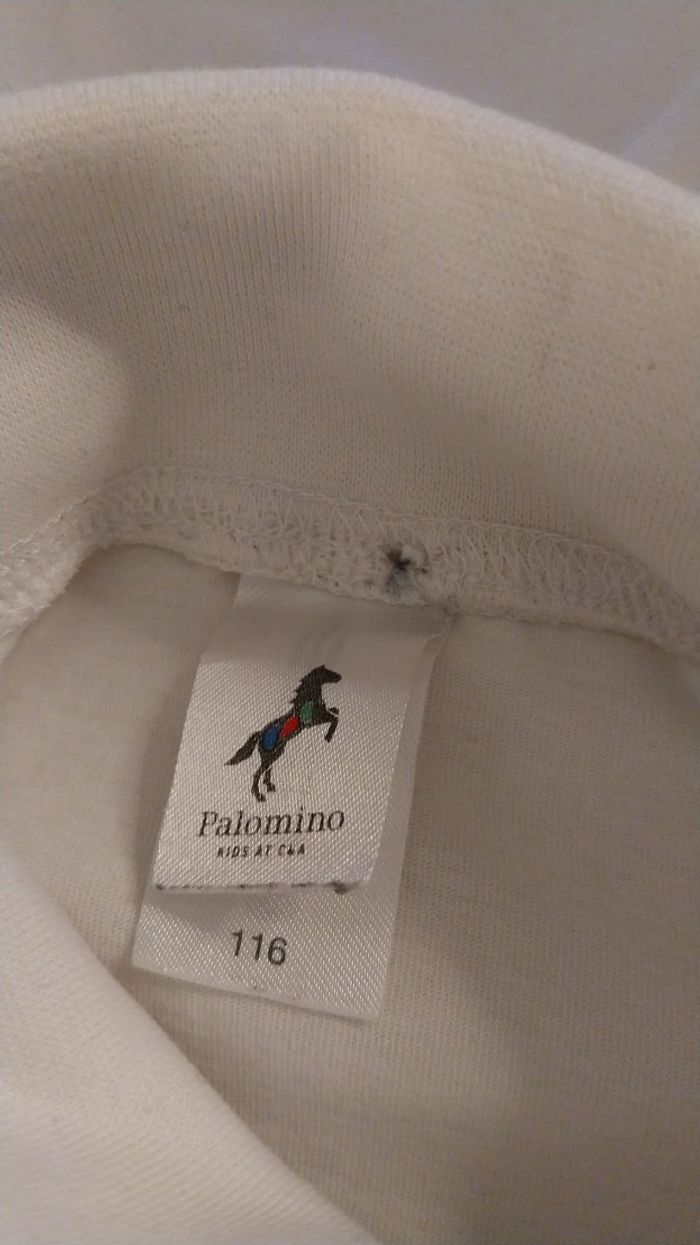 Palomino
KIDS AT C&A
116